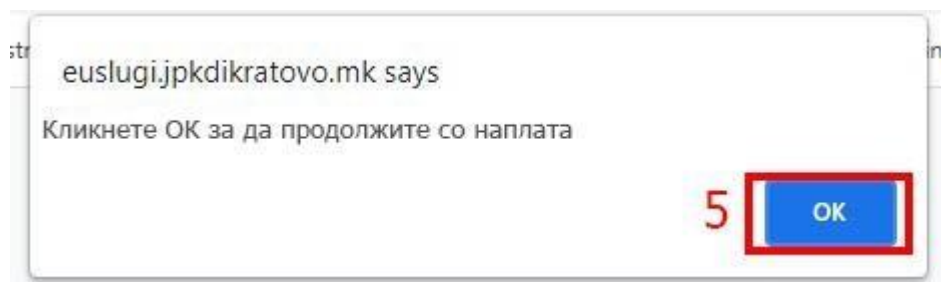 euslugi.jpkdikratovo.mk says
Кликнете ОК за да продолжите со наплата
5
OK